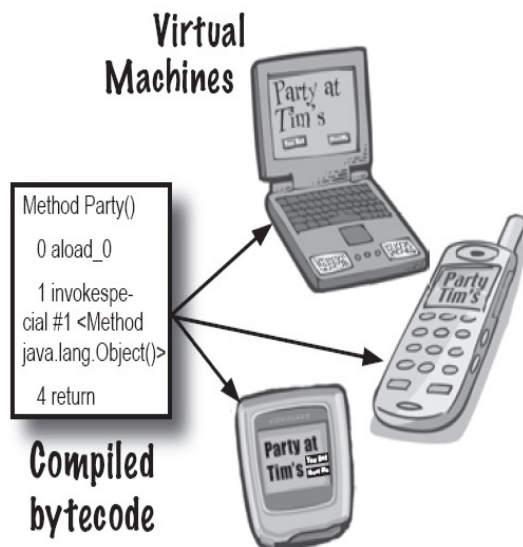 Virtual
Machines
Party at
Tim's
Method Party()
0 aload_0
1 invokespe-
cial #1 <Method
java.lang.Object()>
4 return
Party
Tim's
Party at
Tim's
Compiled
bytecode